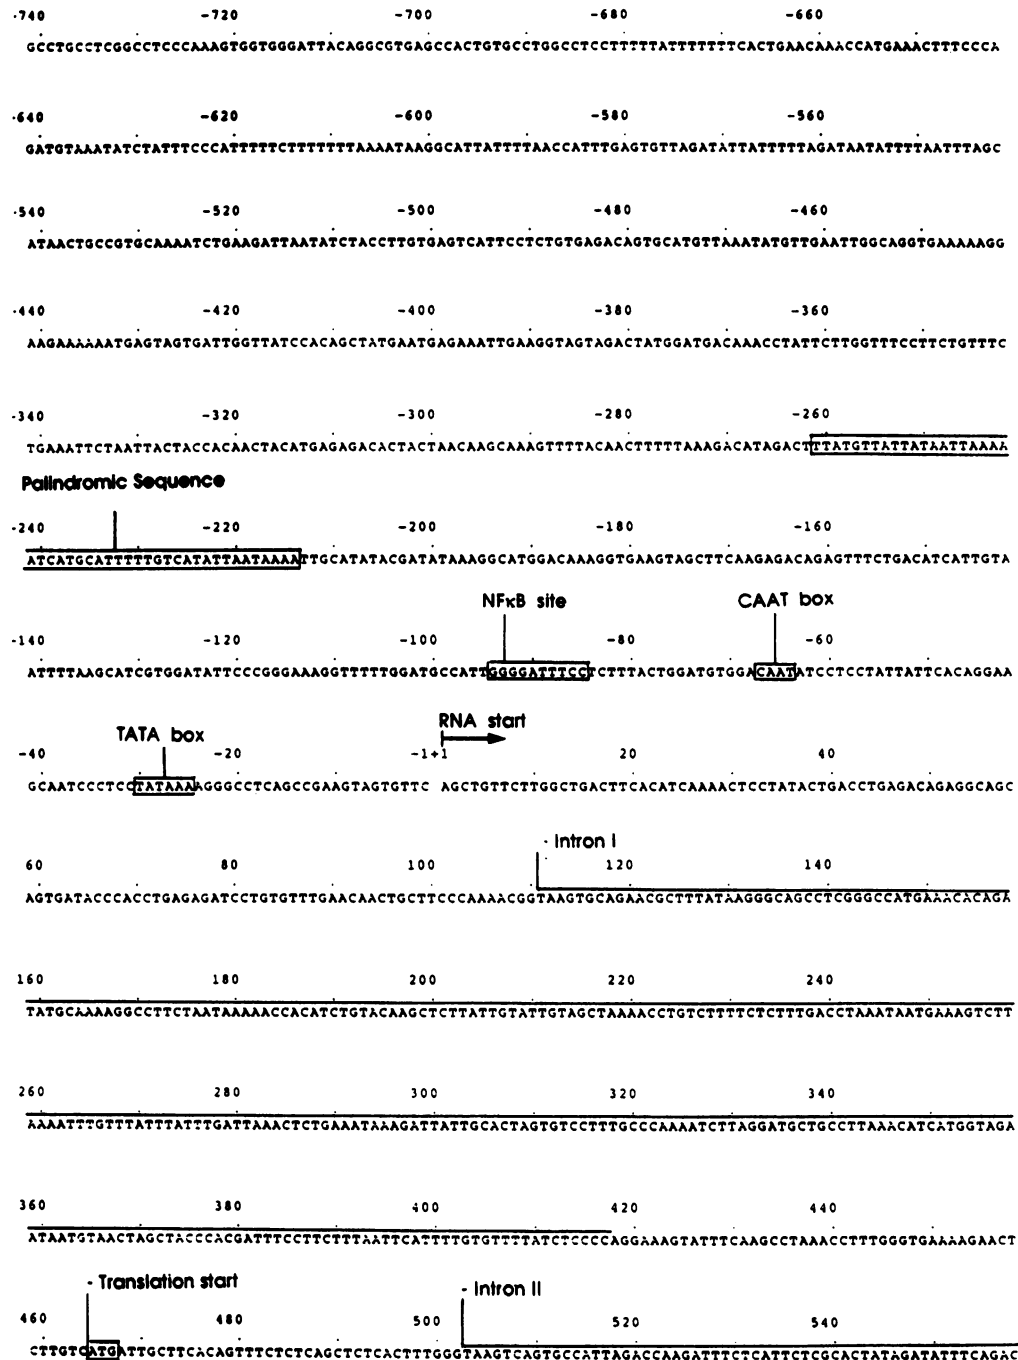 -740 -720 -700 -680 -660
GCCTGCCTCGGCCTCCCAAAGTGGTGGGATTACAGGCGTGAGCCACTGTGCCTGGCCTCCTTTTTATTTTTTTCACTGAACAAACCATGAAACTTTCCCA
-640 -620 -600 -580 -560
GATGTAAATATCTATTTCCCATTTTTCTTTTTTTAAAATAAGGCATTATTTTAACCATTTGAGTGTTAGATATTATTTTTAGATAATATTTTAATTTAGC
-540 -520 -500 -480 -460
ATAACTGCCGTGCAAAATCTGAAGATTAATATCTACCTTGTGAGTCATTCCTCTGTGAGACAGTGCATGTTAAATATGTTGAATTGGCAGGTGAAAAAGG
-440 -420 -400 -380 -360
AAGAAAAAATGAGTAGTGATTGGTTATCCACAGCTATGAATGAGAAATTGAAGGTAGTAGACTATGGATGACAAACCTATTCTTGGTTTCCTTCTGTTTC
-340 -320 -300 -280 -260
TGAAATTCTAATTACTACCACAACTACATGAGAGACACTACTAACAAGCAAAGTTTTACAACTTTTTAAAGACATAGACTTTATGTTATTATAATTAAAA
Palindromic Sequence
-240 -220 -200 -180 -160
ATCATGCATTTTTGTCATATTAATAAAATTGCATATACGATATAAAGGCATGGACAAAGGTGAAGTAGCTTCAAGAGACAGAGTTTCTGACATCATTGTA
NFκB site CAAT box
-140 -120 -100 -80 -60
ATTTTAAGCATCGTGGATATTCCCGGGAAAGGTTTTTGGATGCCATTGGGGATTTCCTCTTTACTGGATGTGGACAATATCCTCCTATTATTCACAGGAA
TATA box RNA start
-40 -20 -1+1 20 40
GCAATCCCTCCTATAAAAGGGCCTCAGCCGAAGTAGTGTTC AGCTGTTCTTGGCTGACTTCACATCAAAACTCCTATACTGACCTGAGACAGAGGCAGC
Intron I
60 80 100 120 140
AGTGATACCCACCTGAGAGATCCTGTGTTTGAACAACTGCTTCCCAAAACGGTAAGTGCAGAACGCTTTATAAGGGCAGCCTCGGGCCATGAAACACAGA
160 180 200 220 240
TATGCAAAAGGCCTTCTAATAAAAACCACATCTGTACAAGCTCTTATTGTATTGTAGCTAAAACCTGTCTTTTCTCTTTGACCTAAATAATGAAAGTCTT
260 280 300 320 340
AAAATTTGTTTATTTATTTGATTAAACTCTGAAATAAAGATTATTGCACTAGTGTCCTTTGCCCAAAATCTTAGGATGCTGCCTTAAACATCATGGTAGA
360 380 400 420 440
ATAATGTAACTAGCTACCCACGATTTCCTTCTTTAATTCATTTTGTGTTTTATCTCCCCAGGAAAGTATTTCAAGCCTAAACCTTTGGGTGAAAAGAACT
Translation start Intron II
460 480 500 520 540
CTTGTCATGATTGCTTCACAGTTTCTCTCAGCTCTCACTTTGGGTAAGTCAGTGCCATTAGACCAAGATTTCTCATTCTCGCACTATAGATATTTCAGAC